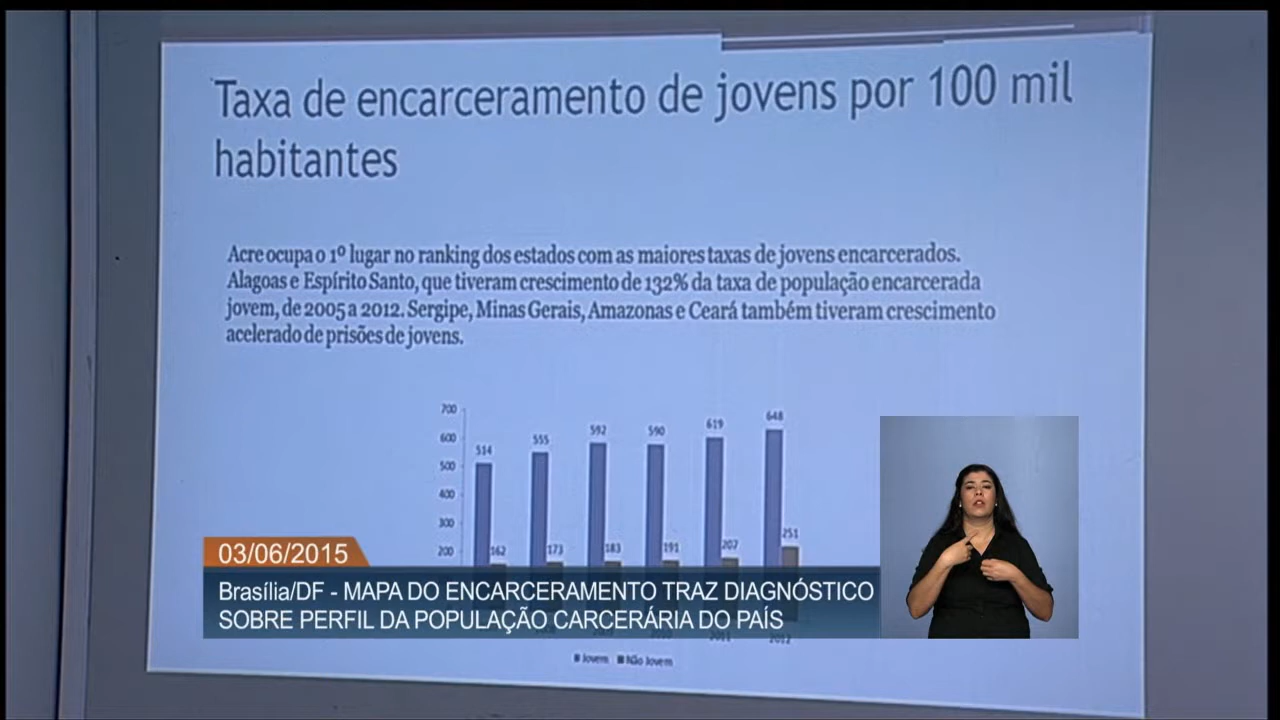 Taxa de encarceramento de jovens por 100 mil
habitantes
Acre ocupa o 1º lugar no ranking dos estados com as maiores taxas de jovens encarcerados.
Alagoas e Espírito Santo, que tiveram crescimento de 132% da taxa de população encarcerada
jovem, de 2005 a 2012. Sergipe, Minas Gerais, Amazonas e Ceará também tiveram crescimento
acelerado de prisões de jovens.
700
600
500
400
300
200
514
555
592
590
619
648
162
173
183
191
207
251
03/06/2015
Brasília/DF - MAPA DO ENCARCERAMENTO TRAZ DIAGNÓSTICO
SOBRE PERFIL DA POPULAÇÃO CARCERÁRIA DO PAÍS
2011
2012
Jovem Não Jovem